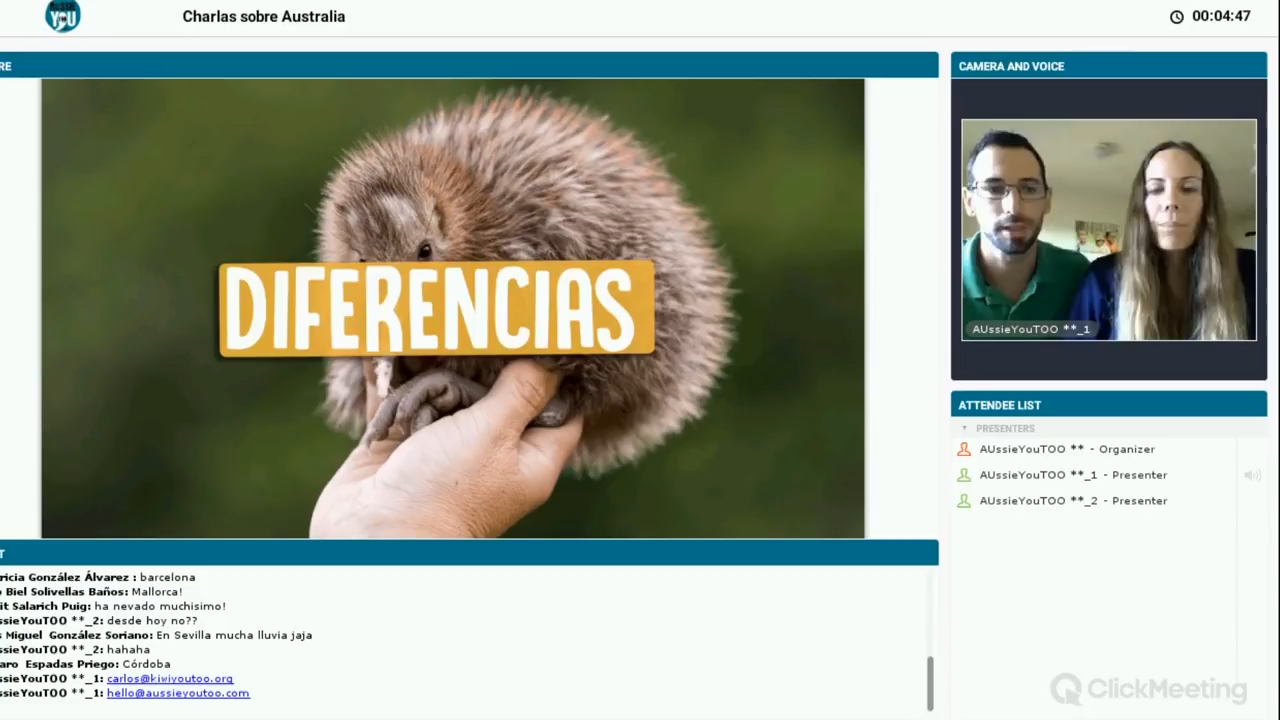 YOU
Charlas sobre Australia
00:04:47
RE
CAMERA AND VOICE
DIFERENCIAS
AUssieYouTOO **_1
ATTENDEE LIST
PRESENTERS
AUssieYouTOO ** - Organizer
AUssieYouTOO **_1 - Presenter
AUssieYouTOO **_2 - Presenter
T
ricia González Álvarez : barcelona
o Biel Solivellas Baños: Mallorca!
it Salarich Puig: ha nevado muchisimo!
ssieYouTOO **_2: desde hoy no??
s Miguel González Soriano: En Sevilla mucha lluvia jaja
ssieYouTOO **_2: hahaha
aro Espadas Priego: Córdoba
ssieYouTOO **_1: carlos@kiwiyoutoo.org
ssieYouTOO **_1: hello@aussieyoutoo.com
ClickMeeting